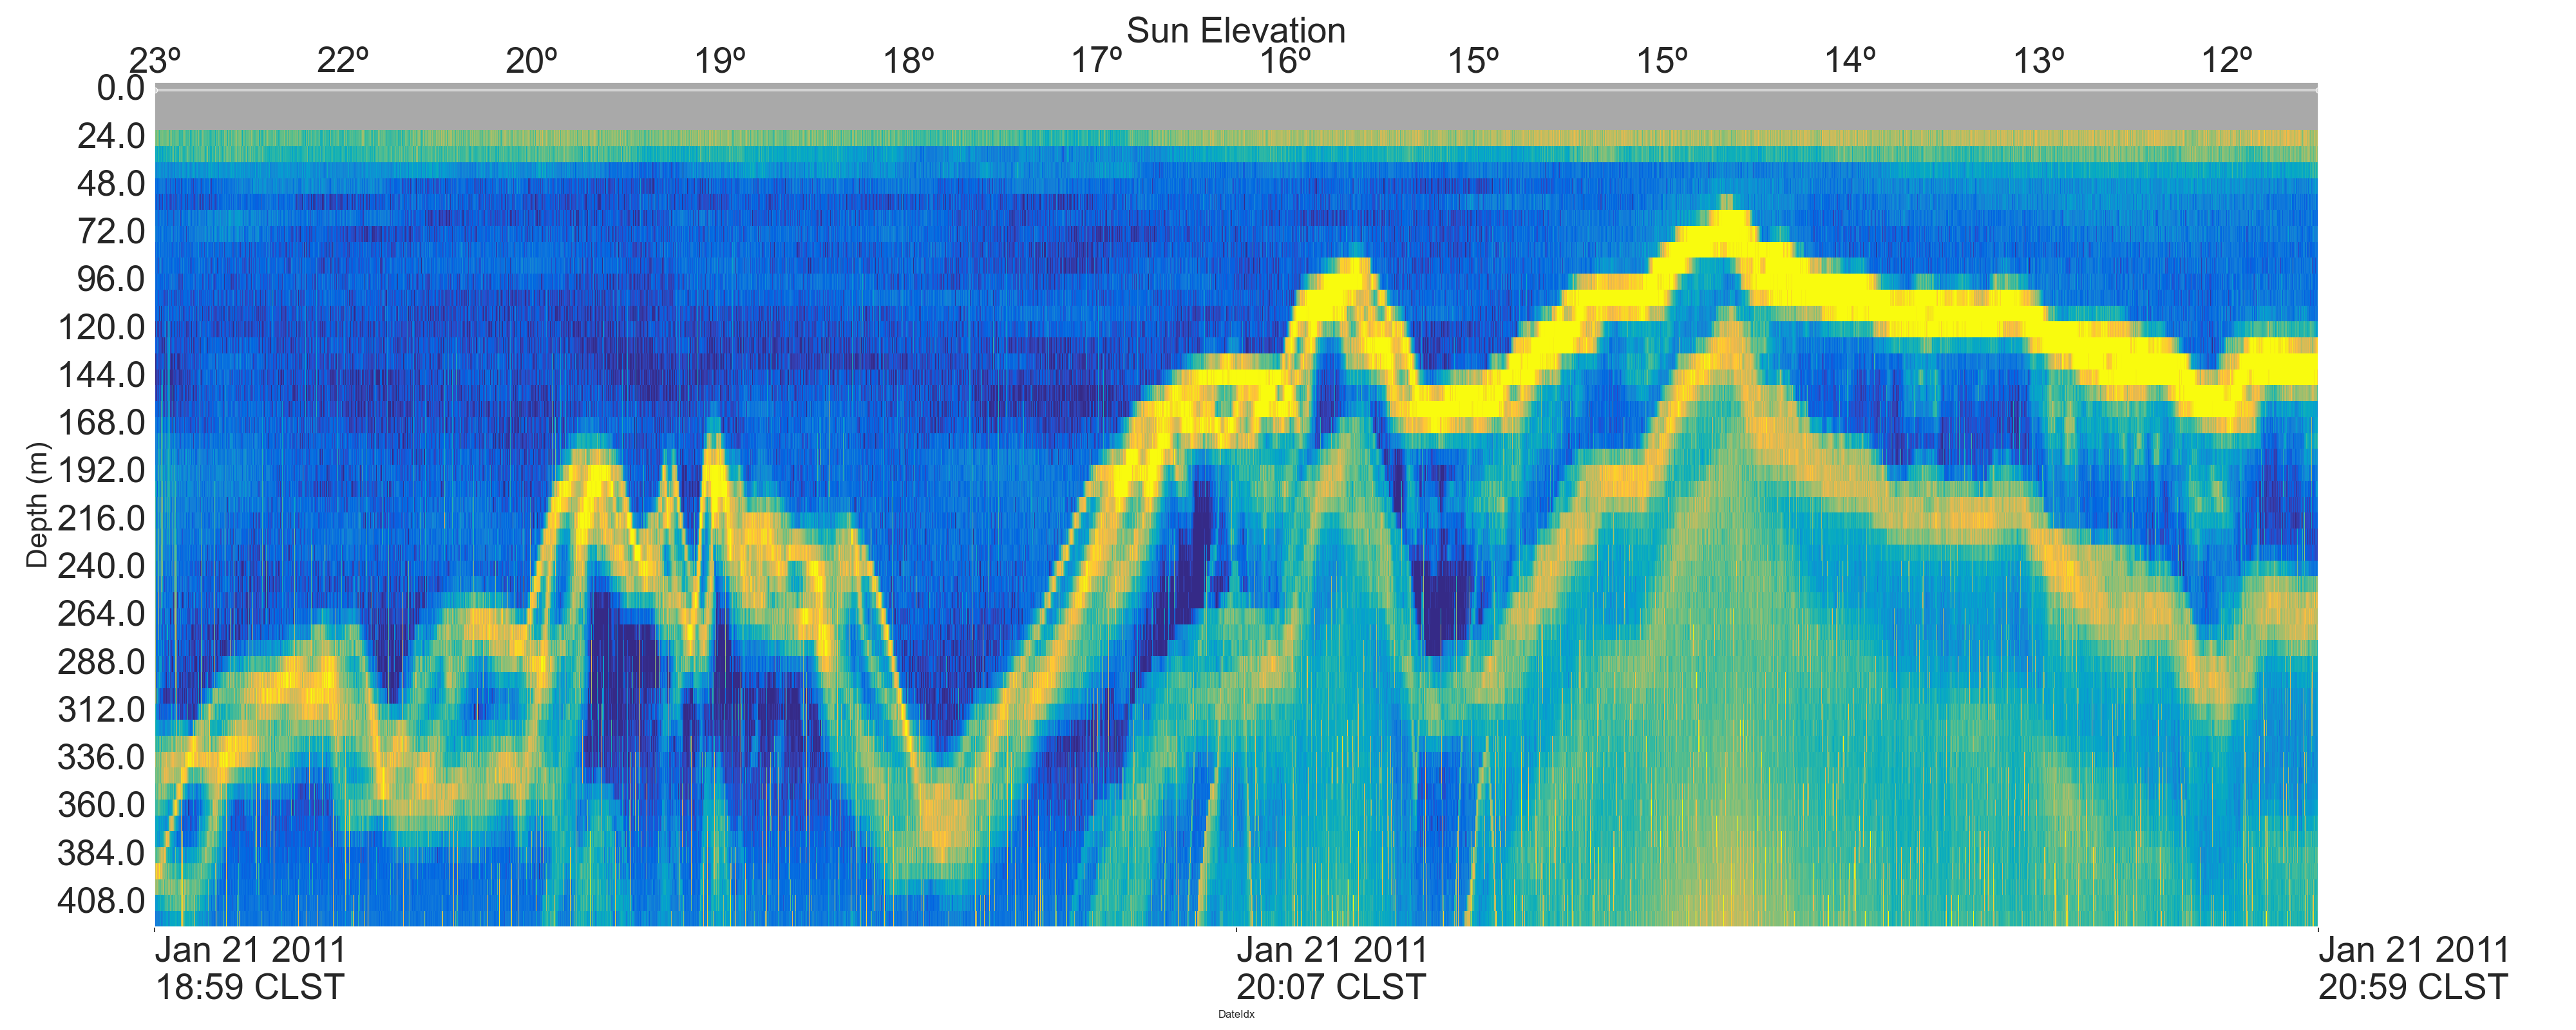 Sun Elevation
23º 22º 20º 19º 18º 17º 16º 15º 15º 14º 13º 12º
0.0
24.0
48.0
72.0
96.0
120.0
144.0
168.0
192.0
216.0
240.0
264.0
288.0
312.0
336.0
360.0
384.0
408.0
Depth (m)
Jan 21 2011
18:59 CLST
Jan 21 2011
20:07 CLST
Jan 21 2011
20:59 CLST
DateIdx